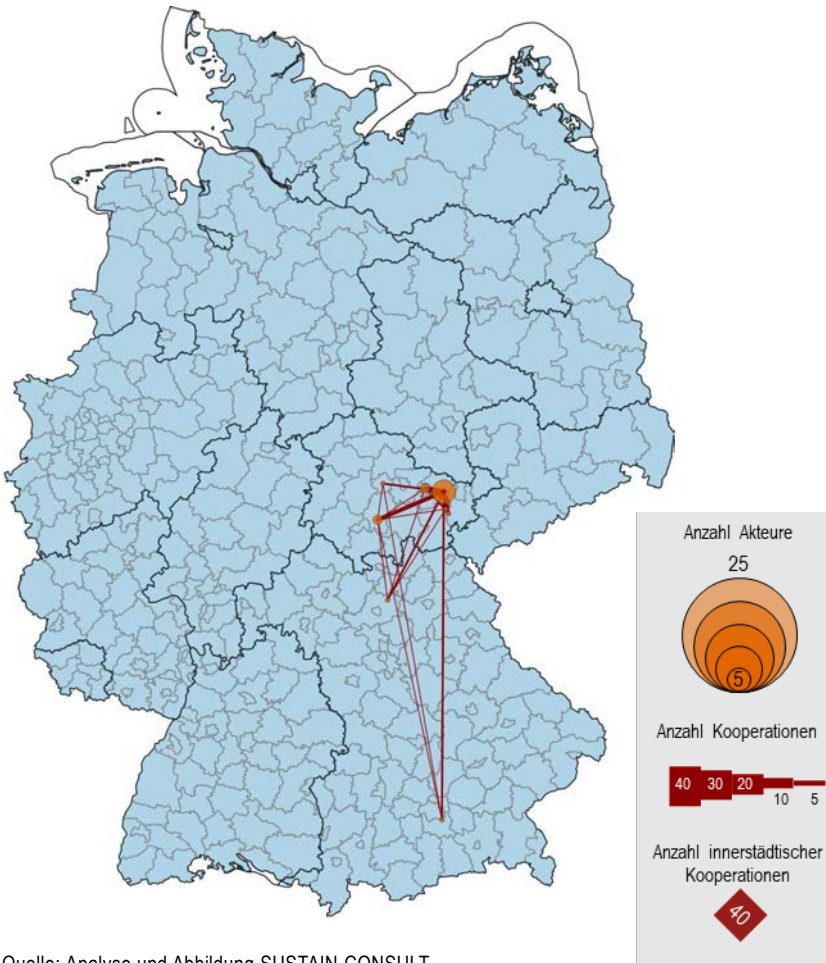 Anzahl Akteure
25
5
Anzahl Kooperationen
40 30 20 10 5
Anzahl innerstädtischer
Kooperationen
40
Quelle: Analyse und Abbildung SUSTAIN CONSULT